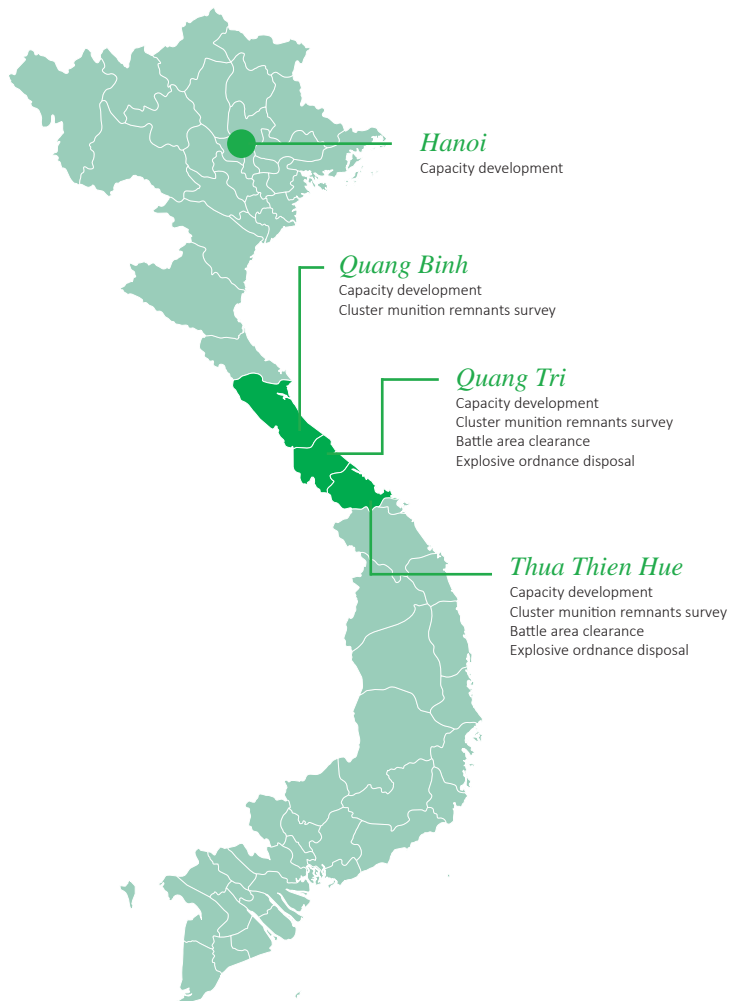 Hanoi
Capacity development
Quang Binh
Capacity development
Cluster munition remnants survey
Quang Tri
Capacity development
Cluster munition remnants survey
Battle area clearance
Explosive ordnance disposal
Thua Thien Hue
Capacity development
Cluster munition remnants survey
Battle area clearance
Explosive ordnance disposal